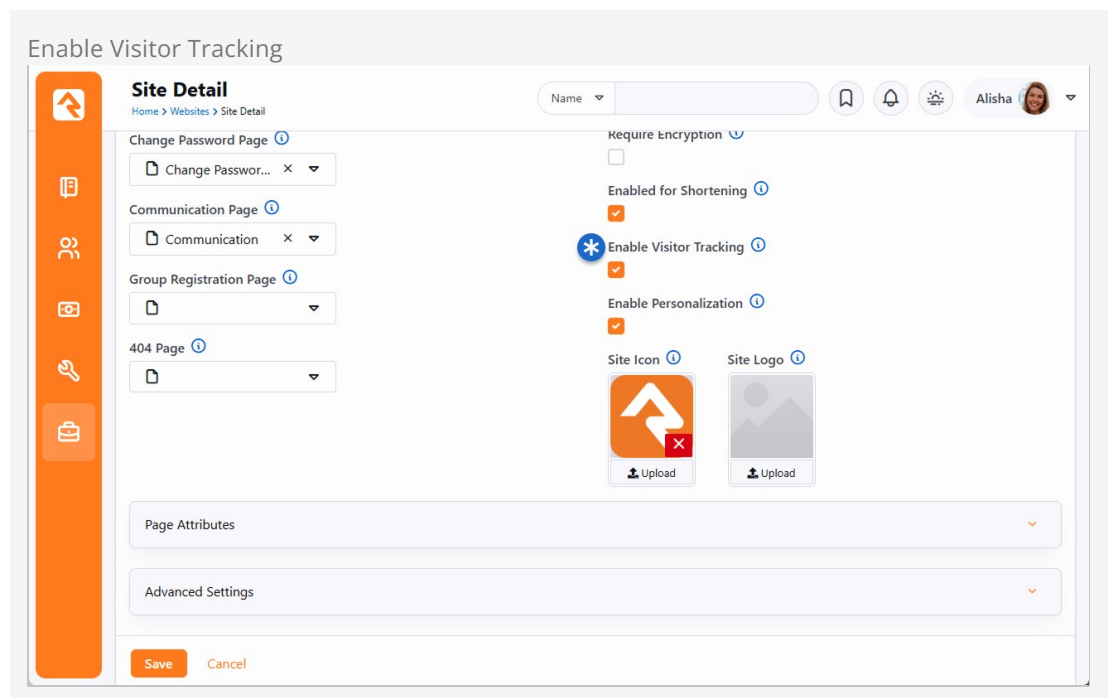 Enable Visitor Tracking
Site Detail
Home > Websites > Site Detail
Name
Alisha
Change Password Page
Change Passwor...
Communication Page
Communication
Group Registration Page
404 Page
Require Encryption
Enabled for Shortening
Enable Visitor Tracking
Enable Personalization
Site Icon
Site Logo
Upload
Upload
Page Attributes
Advanced Settings
Save
Cancel